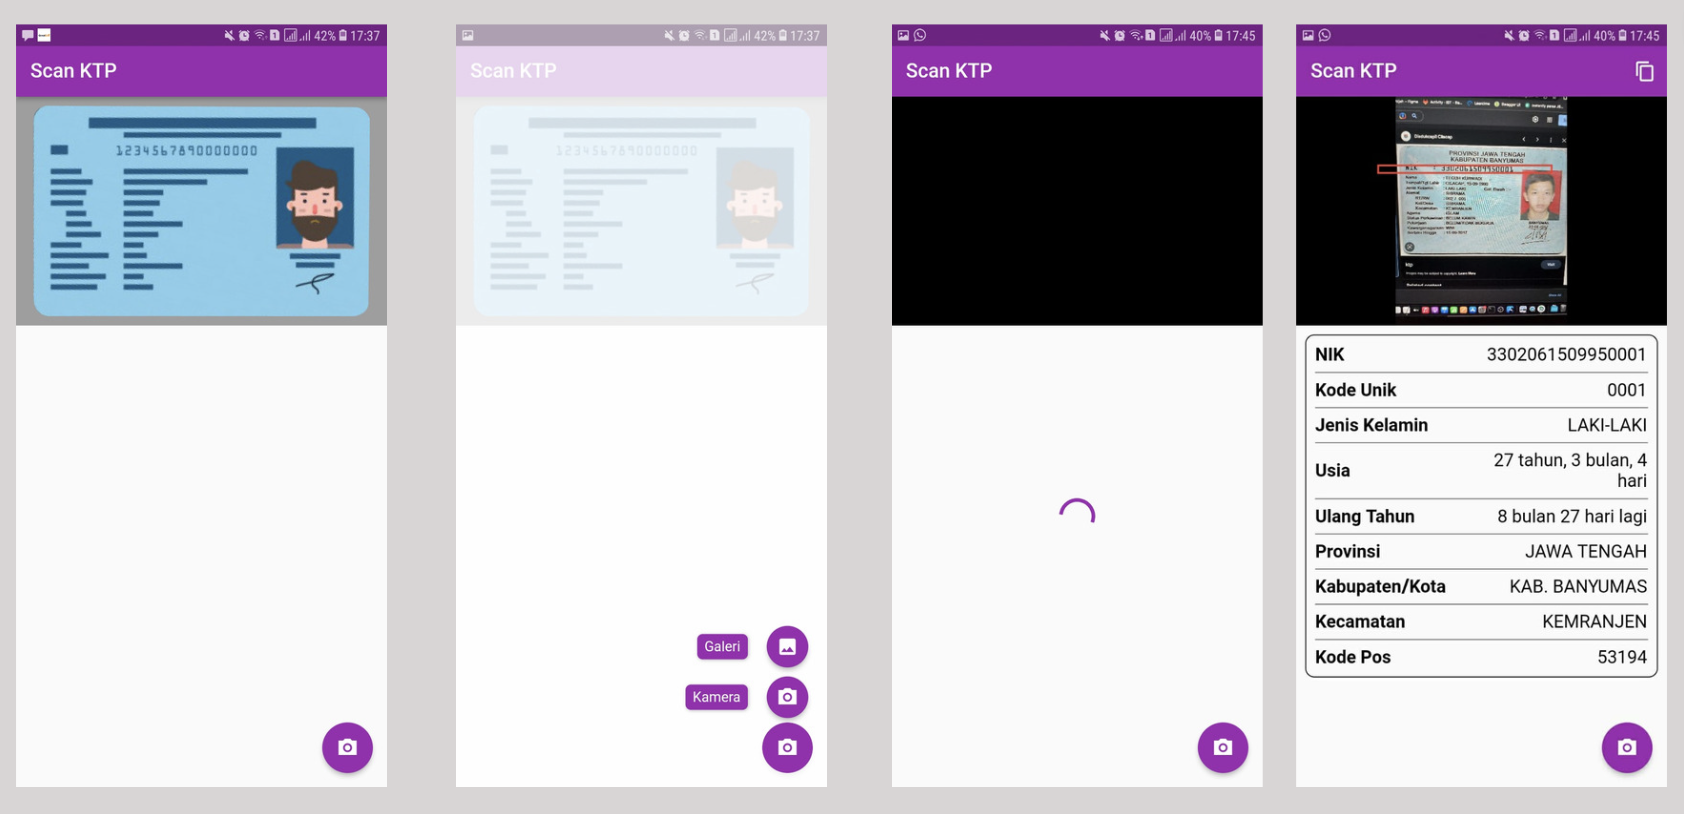 42% 17:37
Scan KTP
1234567890000000
42% 17:37
Scan KTP
1234567890000000
Galeri
Kamera
40% 17:45
Scan KTP
40% 17:45
Scan KTP
PROVINSI JAWA TENGAH
KABUPATEN BANYUMAS
3302061509950001
NIK 3302061509950001
Kode Unik 0001
Jenis Kelamin LAKI-LAKI
Usia 27 tahun, 3 bulan, 4
hari
Ulang Tahun 8 bulan 27 hari lagi
Provinsi JAWA TENGAH
Kabupaten/Kota KAB. BANYUMAS
Kecamatan KEMRANJEN
Kode Pos 53194